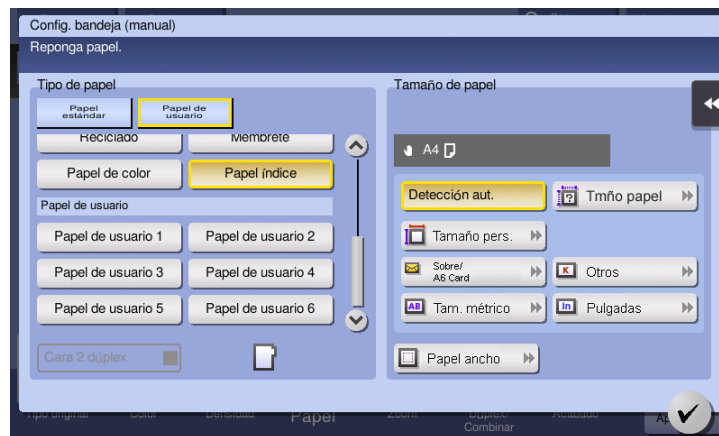 Config. bandeja (manual)
Reponga papel.
Tipo de papel
Papel estándar
Papel de usuario
Reciclado
Membrete
Papel de color
Papel índice
Papel de usuario
Papel de usuario 1
Papel de usuario 2
Papel de usuario 3
Papel de usuario 4
Papel de usuario 5
Papel de usuario 6
Cara 2 dúplex
Tamaño de papel
A4
Detección aut.
? Tmño papel
Tamaño pers.
Sobre/
A6 Card
K Otros
AB Tam. métrico
In Pulgadas
Papel ancho
Tipo original
Color
Densidad
Papel
Zoom
Dúplex/
Combinar
Acabado